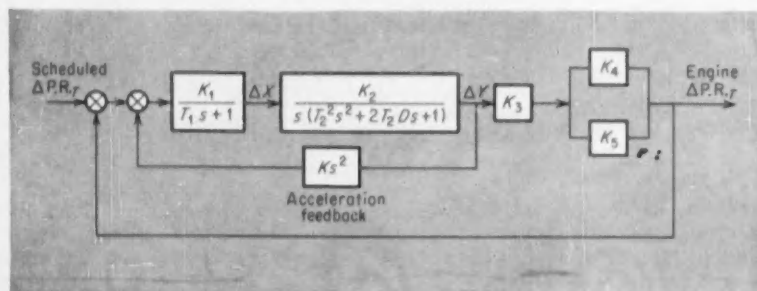 Scheduled
ΔP.R.T
K1
T1s+1
ΔX
K2
s(T2²s²+2T2Ds+1)
ΔY
K3
K4
K5
Engine
ΔP.R.T
Ks²
Acceleration
feedback